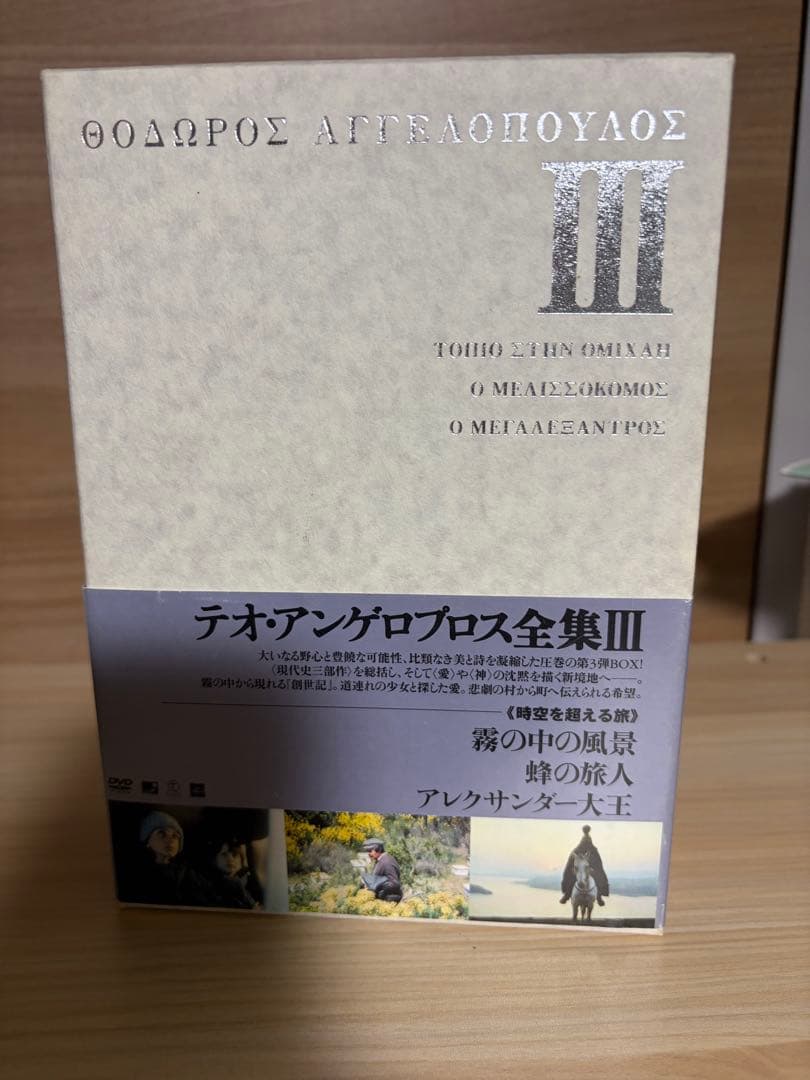 ΘΟΔΩΡΟΣ ΑΓΓΕΛΟΠΟΥΛΟΣ
III
ΤΟΠΙΟ ΣΤΗΝ ΟΜΙΧΛΗ
Ο ΜΕΛΙΣΣΟΚΟΜΟΣ
Ο ΜΕΓΑΛΕΞΑΝΤΡΟΣ
テオ・アンゲロプロス全集III
大いなる野心と豊饒な可能性、比類なき美と詩を凝縮した圧巻の第3弾BOX!
〈現代史三部作〉を総括し、そして〈愛〉や〈神〉の沈黙を描く新境地へ――。
霧の中から現れる『創世記』。道連れの少女と探した愛。悲劇の村から町へ伝えられる希望。
《時空を超える旅》
霧の中の風景
蜂の旅人
アレクサンダー大王
DVD